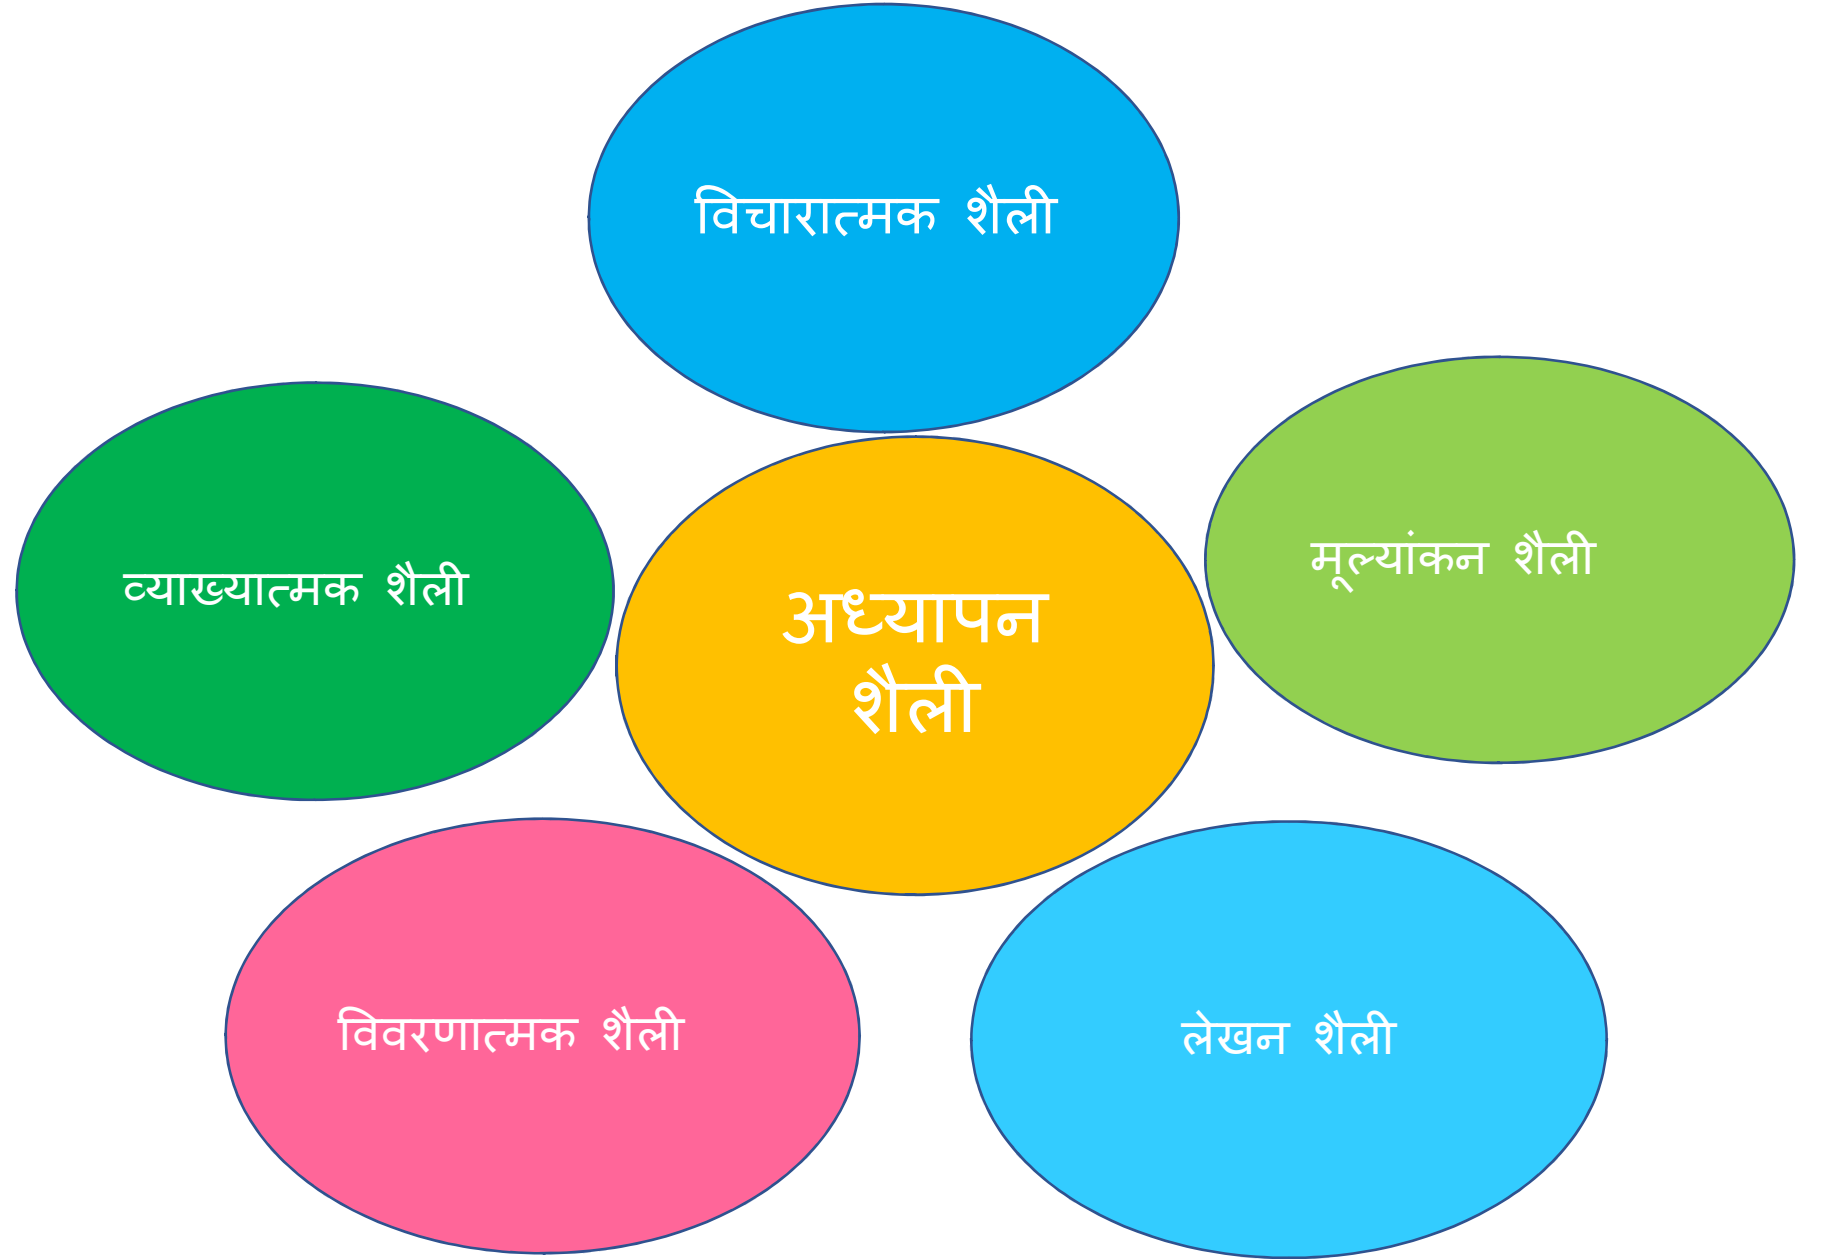 विचारात्मक शैली
मूल्यांकन शैली
व्याख्यात्मक शैली
अध्यापन
शैली
विवरणात्मक शैली
लेखन शैली